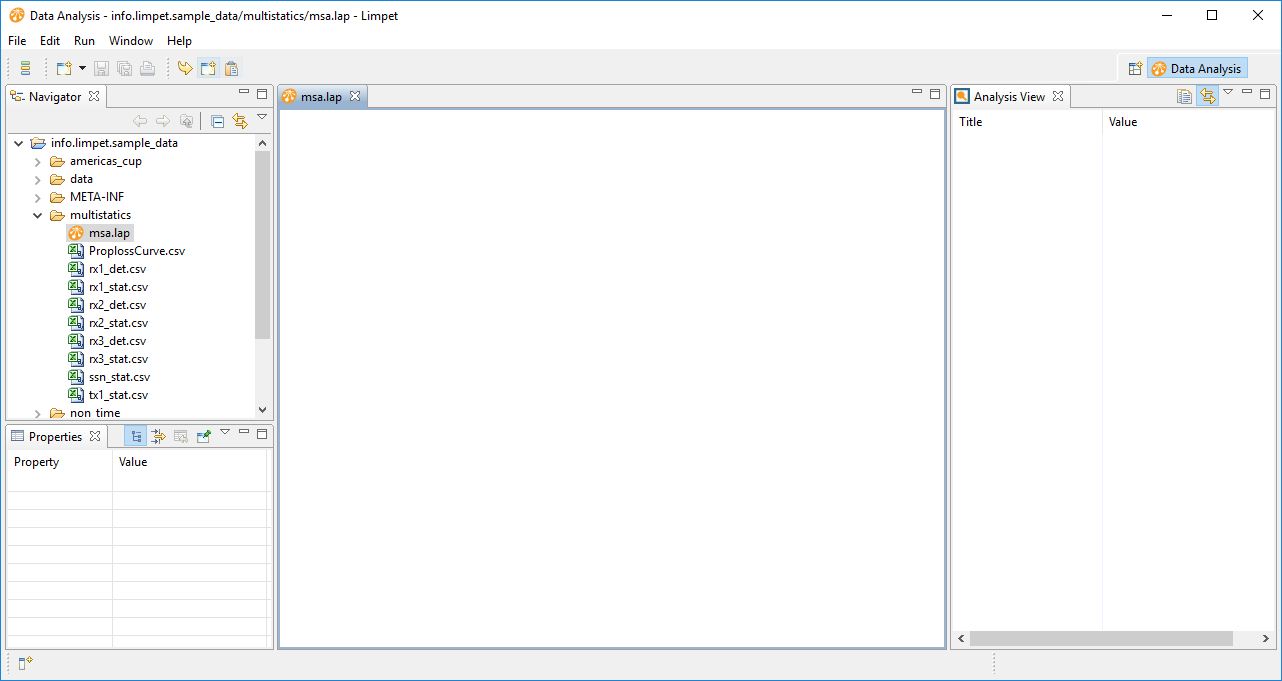 Data Analysis - info.limpet.sample_data/multistatics/msa.lap - Limpet
File Edit Run Window Help
Data Analysis
Navigator
info.limpet.sample_data
americas_cup
data
META-INF
multistatics
msa.lap
ProplossCurve.csv
rx1_det.csv
rx1_stat.csv
rx2_det.csv
rx2_stat.csv
rx3_det.csv
rx3_stat.csv
ssn_stat.csv
tx1_stat.csv
non_time
Properties
Property Value
msa.lap
Analysis View
Title Value